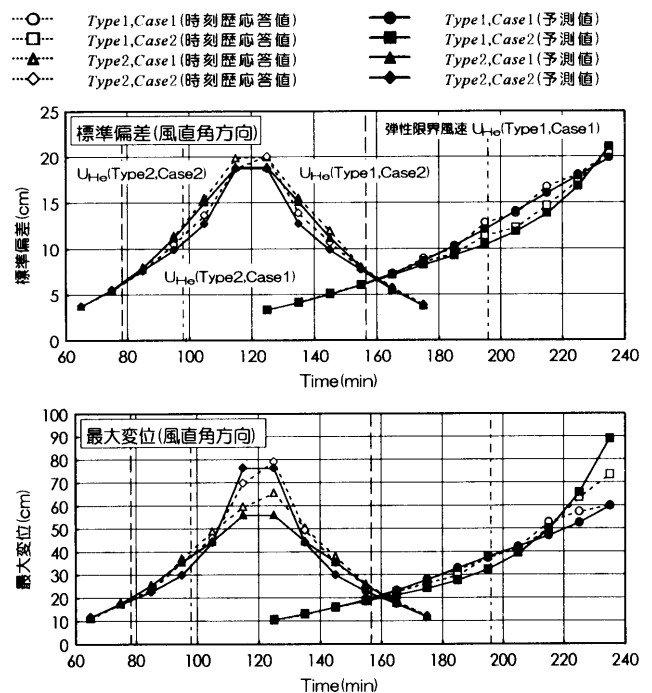 Type1,Case1(時刻歴応答値) Type1,Case1(予測値)
Type1,Case2(時刻歴応答値) Type1,Case2(予測値)
Type2,Case1(時刻歴応答値) Type2,Case1(予測値)
Type2,Case2(時刻歴応答値) Type2,Case2(予測値)
標準偏差(風直角方向)
弾性限界風速 UHe(Type1,Case1)
UHe(Type2,Case2)
UHe(Type1,Case2)
UHe(Type2,Case1)
標準偏差(cm)
25
20
15
10
5
0
60 80 100 120 140 160 180 200 220 240
Time(min)
最大変位(風直角方向)
最大変位(cm)
100
90
80
70
60
50
40
30
20
10
0
60 80 100 120 140 160 180 200 220 240
Time(min)